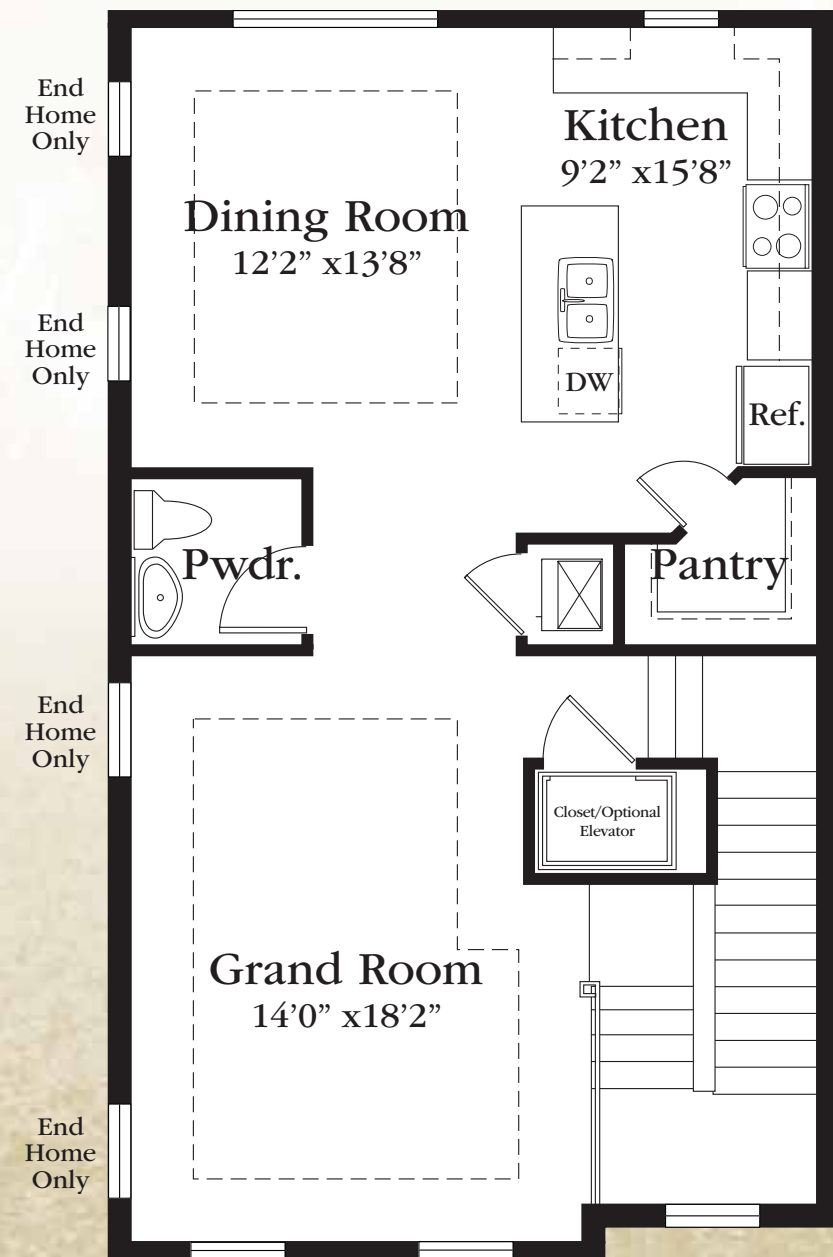 End
Home
Only
Kitchen
9’2” x15’8”
Dining Room
12’2” x13’8”
End
Home
Only
DW
Ref.
Pwdr.
Pantry
End
Home
Only
Closet/Optional
Elevator
Grand Room
14’0” x18’2”
End
Home
Only